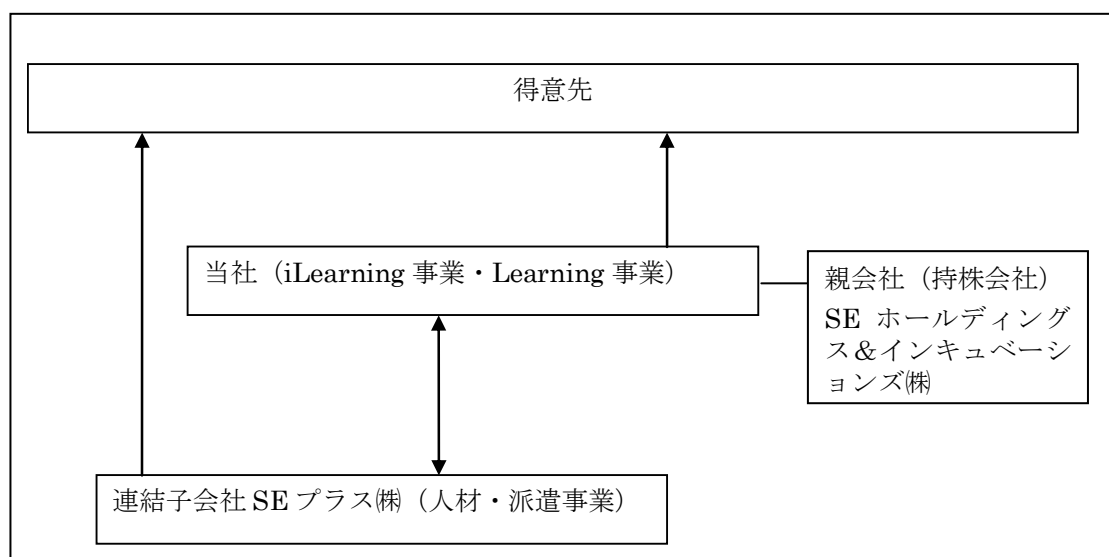 得意先
当社（iLearning 事業・Learning 事業）
親会社（持株会社）
SE ホールディング
ス＆インキュベーシ
ョンズ㈱
連結子会社 SE プラス㈱（人材・派遣事業）